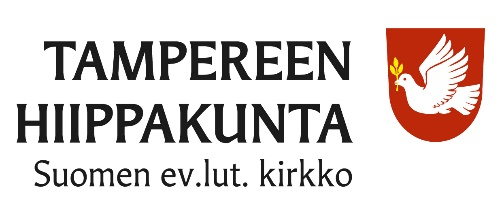 TAMPEREEN
HIIPPAKUNTA
Suomen ev.lut. kirkko